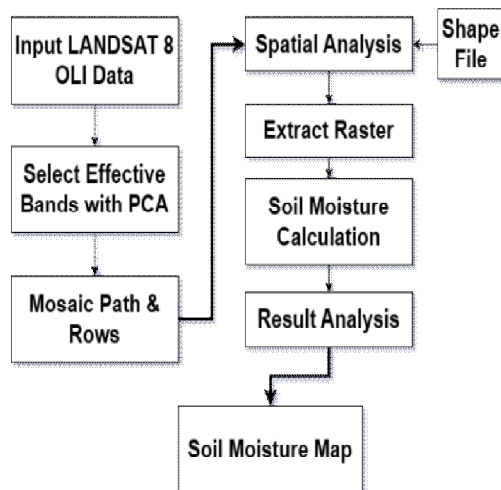 Input LANDSAT 8
OLI Data
Select Effective
Bands with PCA
Mosaic Path &
Rows
Spatial Analysis
Shape
File
Extract Raster
Soil Moisture
Calculation
Result Analysis
Soil Moisture Map